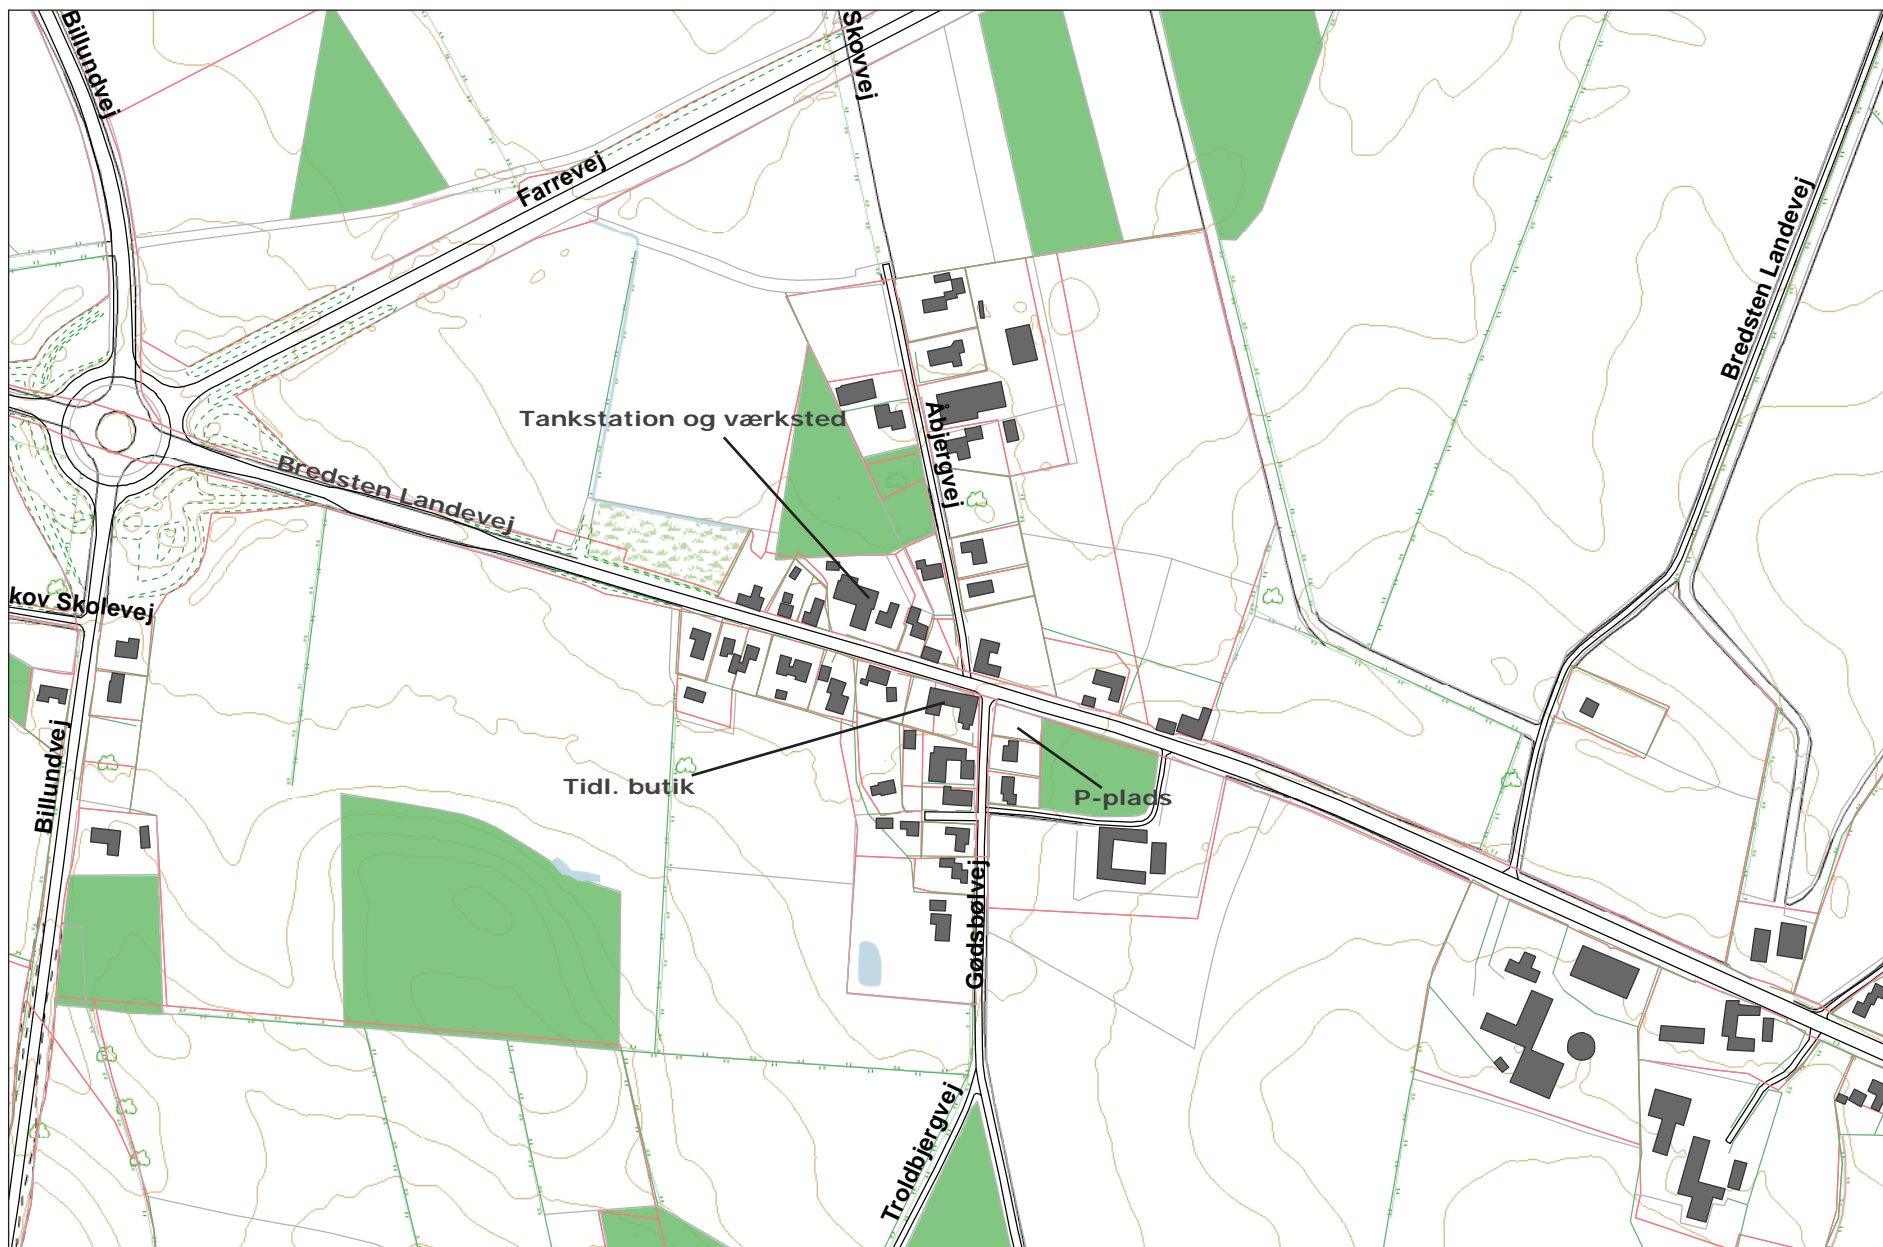 Billundvej
Skovvej
Farrevej
Bredsten Landevej
Tankstation og værksted
Åbjergvej
Bredsten Landevej
kov Skolevej
Billundvej
Tidl. butik
P-plads
Gødsbølvej
Troldbjergvej